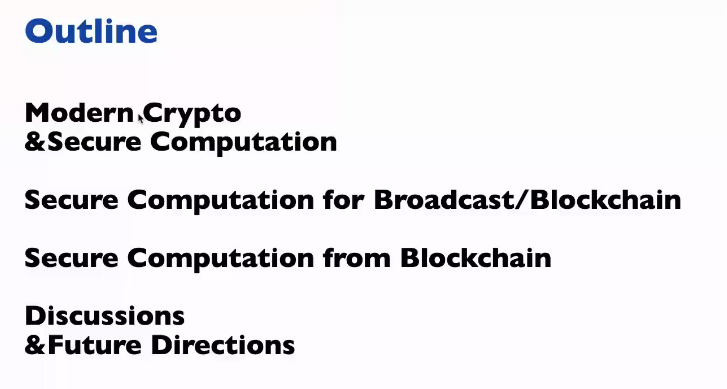 Outline
Modern Crypto
&Secure Computation
Secure Computation for Broadcast/Blockchain
Secure Computation from Blockchain
Discussions
&Future Directions